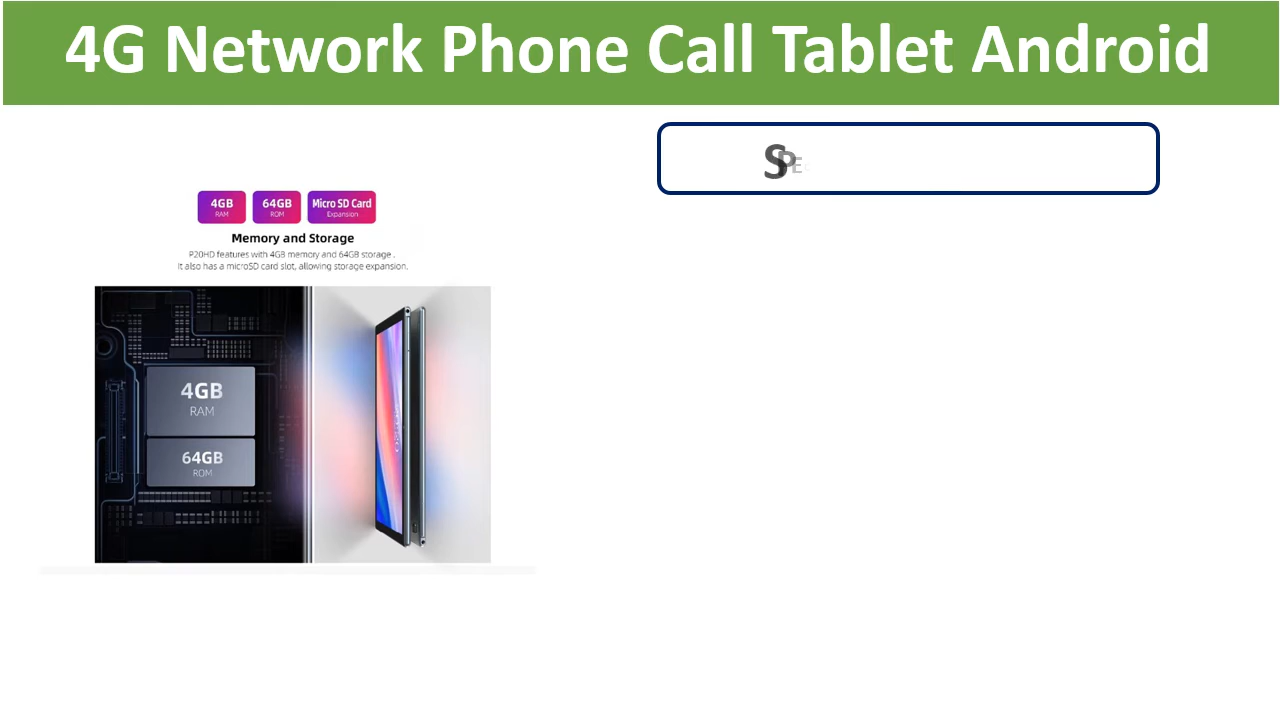 4G Network Phone Call Tablet Android
SPE
4GB
RAM
64GB
ROM
Micro SD Card
Expansion
Memory and Storage
P20HD features with 4GB memory and 64GB storage .
It also has a microSD card slot, allowing storage expansion.
4GB
RAM
64GB
ROM